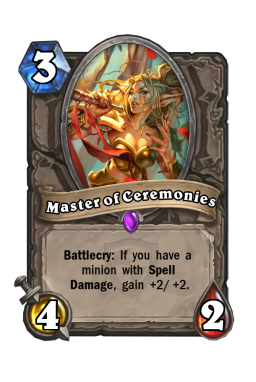 3
Master of Ceremonies
Battlecry: If you have a
minion with Spell
Damage, gain +2/ +2.
4
2